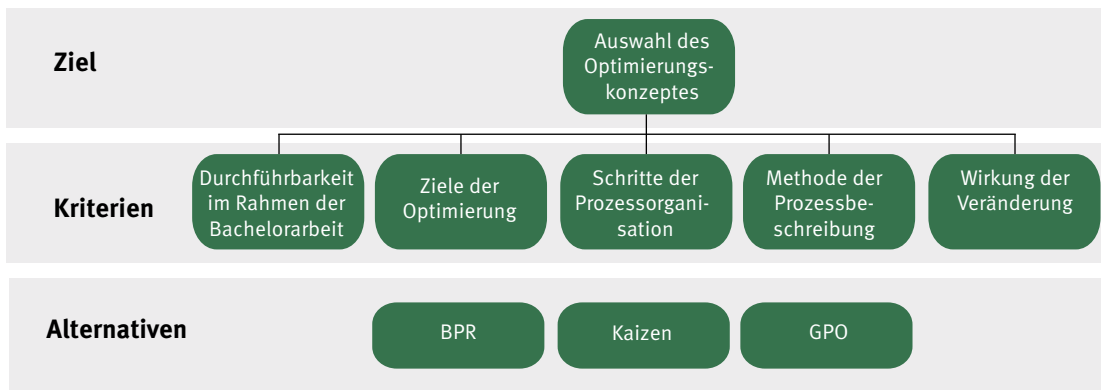 Ziel
Auswahl des
Optimierungs-
konzeptes
Kriterien
Durchführbarkeit
im Rahmen der
Bachelorarbeit
Ziele der
Optimierung
Schritte der
Prozessorgani-
sation
Methode der
Prozessbe-
schreibung
Wirkung der
Veränderung
Alternativen
BPR
Kaizen
GPO